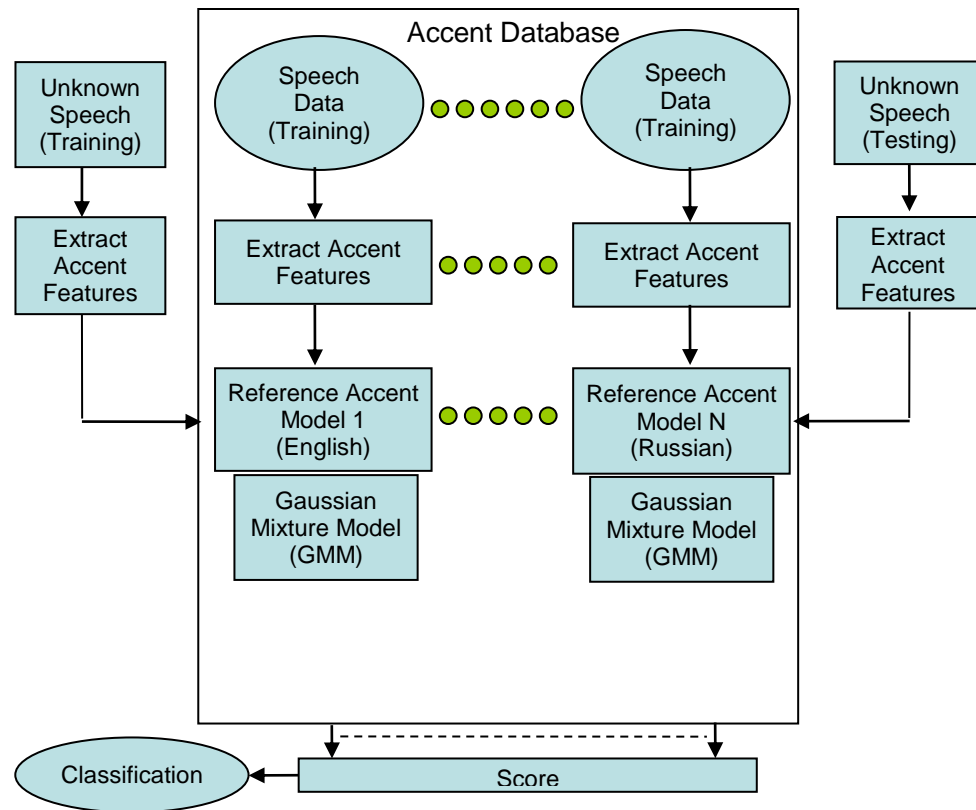 Accent Database
Unknown
Speech
(Training)
Extract
Accent
Features
Speech
Data
(Training)
Extract Accent
Features
Reference Accent
Model 1
(English)
Gaussian
Mixture Model
(GMM)
Speech
Data
(Training)
Extract Accent
Features
Reference Accent
Model N
(Russian)
Gaussian
Mixture Model
(GMM)
Unknown
Speech
(Testing)
Extract
Accent
Features
Classification
Score